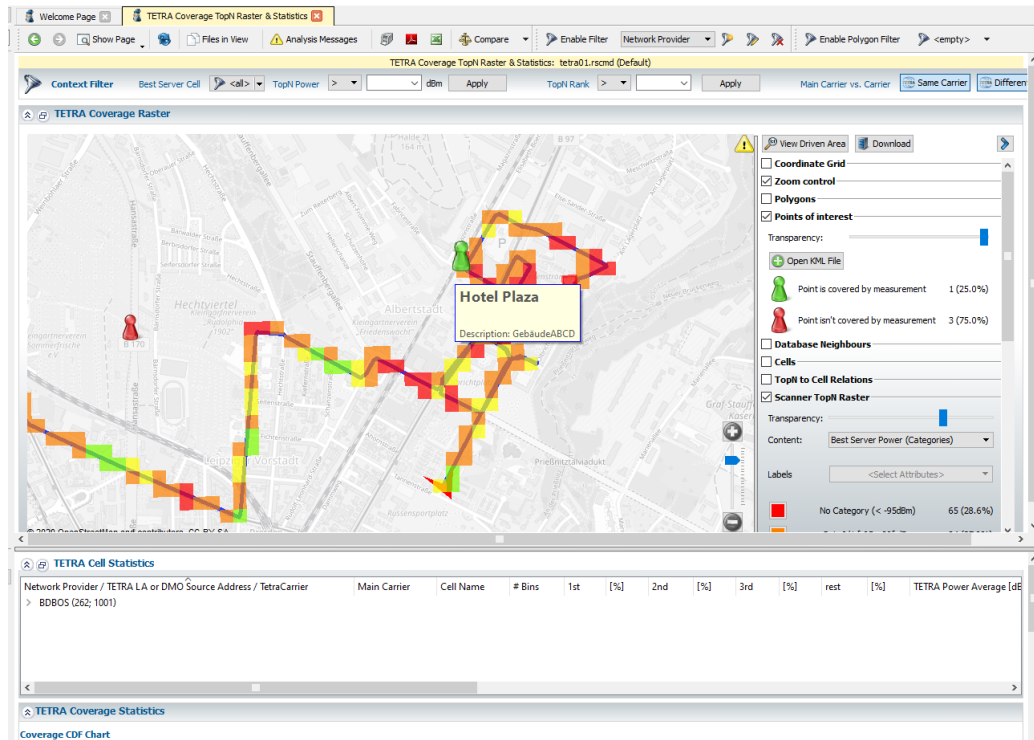 Welcome Page
TETRA Coverage TopN Raster & Statistics
Show Page
Files in View
Analysis Messages
Compare
Enable Filter
Network Provider
Enable Polygon Filter
<empty>
TETRA Coverage TopN Raster & Statistics: tetra01.rscmd (Default)
Context Filter
Best Server Cell
<all>
TopN Power
>
dBm
Apply
TopN Rank
>
Apply
Main Carrier vs. Carrier
Same Carrier
Different
TETRA Coverage Raster
View Driven Area
Download
Coordinate Grid
Zoom control
Polygons
Points of interest
Transparency:
Open KML File
Point is covered by measurement 1 (25.0%)
Point isn't covered by measurement 3 (75.0%)
Database Neighbours
Cells
TopN to Cell Relations
Scanner TopN Raster
Transparency:
Content: Best Server Power (Categories)
Labels <Select Attributes>
No Category (< -95dBm) 65 (28.6%)
164 m
B 97
Hansastraße
Hechtviertel
Albertstadt
B 170
P
Hotel Plaza
Description: GebäudeABCD
Leipziger Vorstadt
Prießnitztalviadukt
Russensportplatz
TETRA Cell Statistics
Network Provider / TETRA LA or DMO Source Address / TetraCarrier Main Carrier Cell Name # Bins 1st [%] 2nd [%] 3rd [%] rest [%] TETRA Power Average [dB
BDBOS (262; 1001)
TETRA Coverage Statistics
Coverage CDF Chart